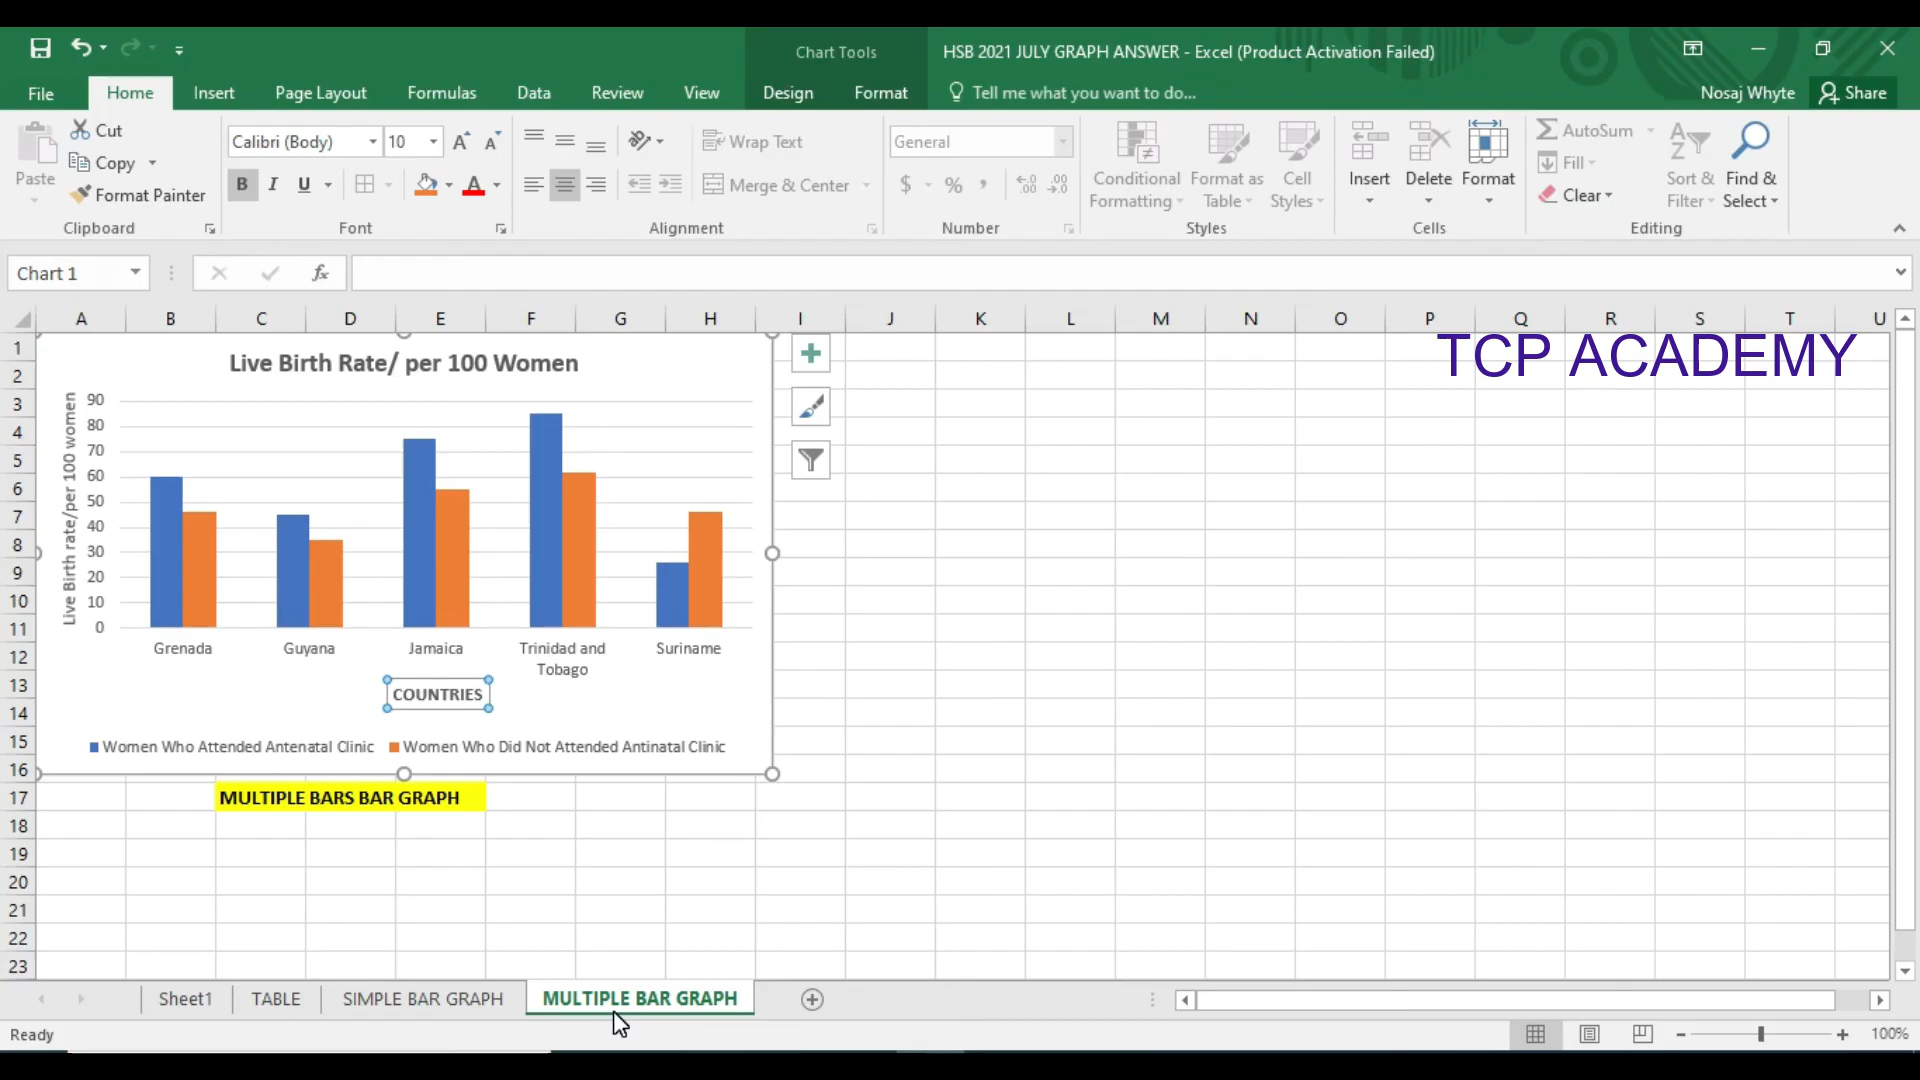 Chart Tools
HSB 2021 JULY GRAPH ANSWER - Excel (Product Activation Failed)
File Home Insert Page Layout Formulas Data Review View Design Format Tell me what you want to do... Nosaj Whyte Share
Paste Cut Copy Format Painter
Calibri (Body) 10
B I U A
Wrap Text
Merge & Center
General
$ %
Conditional Formatting
Format as Table
Cell Styles
Insert Delete Format
AutoSum
Fill
Clear
Sort & Filter
Find & Select
Clipboard Font Alignment Number Styles Cells Editing
Chart 1 fx
A B C D E F G H I J K L M N O P Q R S T U
TCP ACADEMY
1
2
3
4
5
6
7
8
9
10
11
12
13
14
15
16
17
18
19
20
21
22
23
Live Birth Rate/ per 100 Women
Live Birth rate/per 100 women
90
80
70
60
50
40
30
20
10
0
Grenada Guyana Jamaica Trinidad and Suriname
Tobago
COUNTRIES
Women Who Attended Antenatal Clinic Women Who Did Not Attended Antinatal Clinic
MULTIPLE BARS BAR GRAPH
Sheet1 TABLE SIMPLE BAR GRAPH MULTIPLE BAR GRAPH
Ready 100%